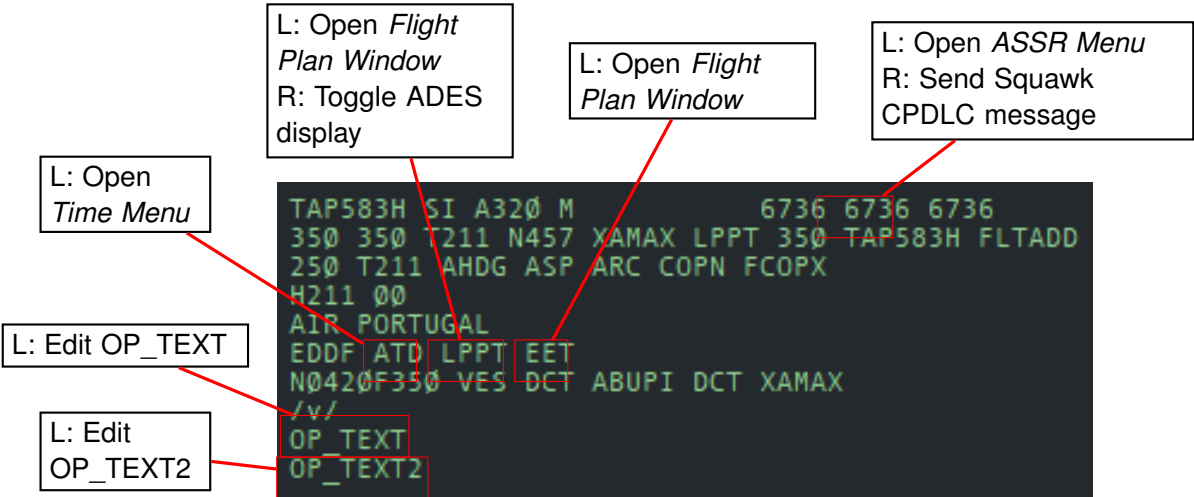 L: Open Flight
Plan Window
R: Toggle ADES
display
L: Open Flight
Plan Window
L: Open ASSR Menu
R: Send Squawk
CPDLC message
L: Open
Time Menu
L: Edit OP_TEXT
L: Edit
OP_TEXT2
TAP583H SI A32Ø M 6736 6736 6736
35Ø 35Ø T211 N457 XAMAX LPPT 35Ø TAP583H FLTADD
25Ø T211 AHDG ASP ARC COPN FCOPX
H211 ØØ
AIR PORTUGAL
EDDF ATD LPPT EET
NØ42ØF35Ø VES DCT ABUPI DCT XAMAX
/v/
OP_TEXT
OP_TEXT2